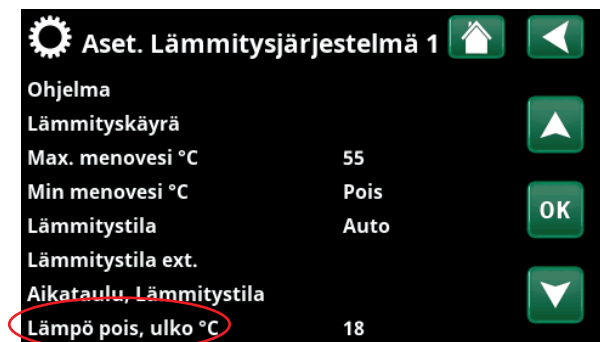 Aset. Lämmitysjärjestelmä 1
Ohjelma
Lämmityskäyrä
Max. menovesi °C 55
Min menovesi °C Pois
Lämmitystila Auto
OK
Lämmitystila ext.
Aikataulu, Lämmitystila
Lämpö pois, ulko °C 18